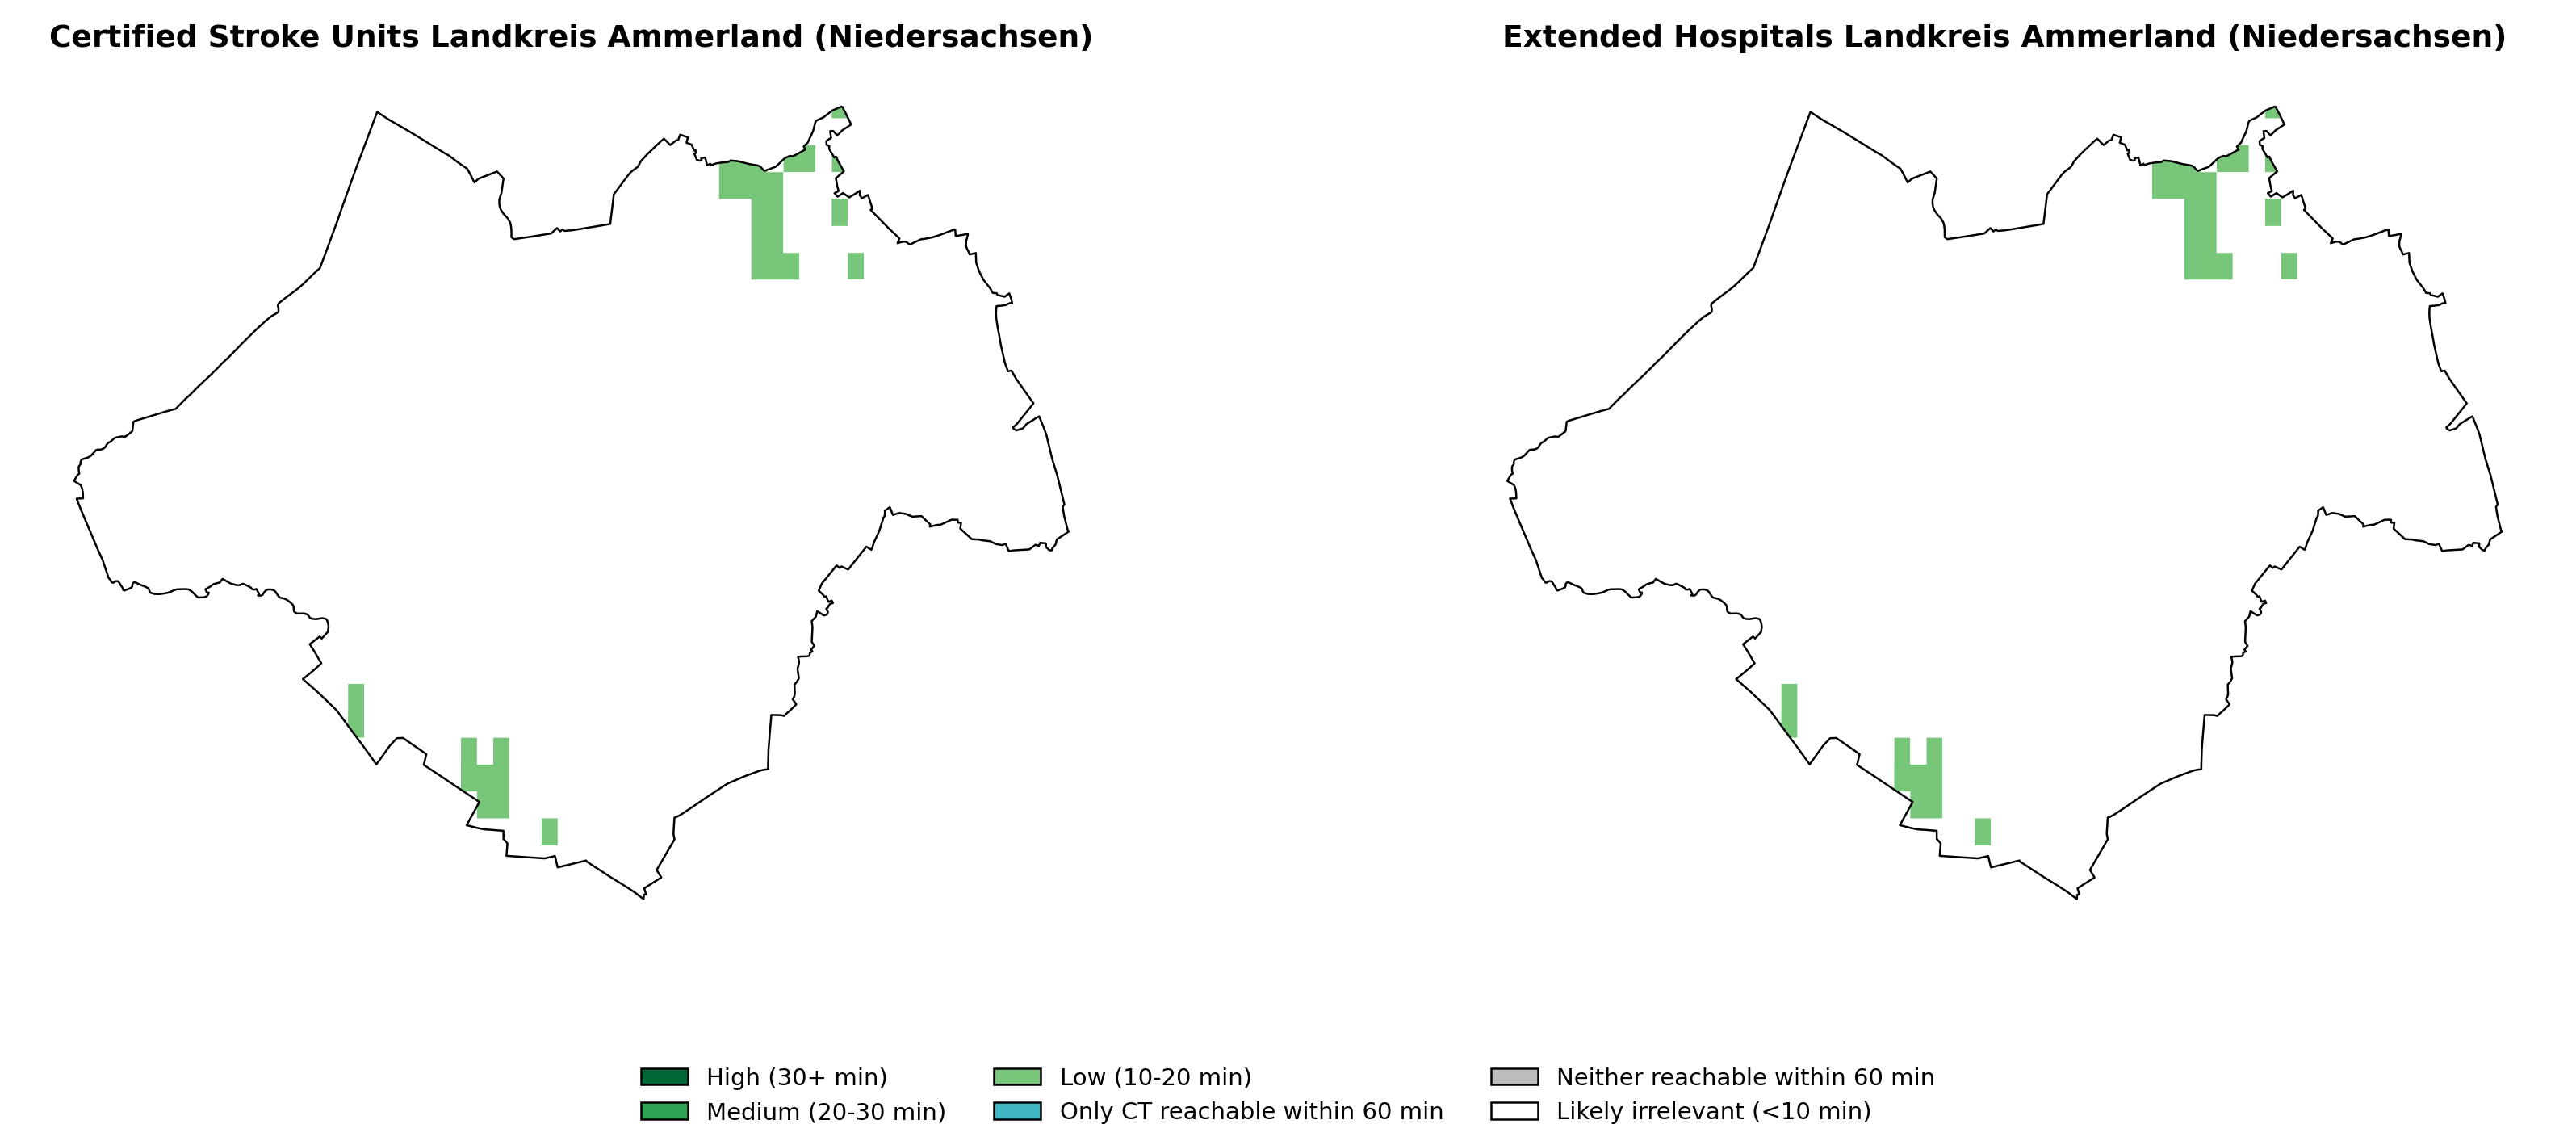 Certified Stroke Units Landkreis Ammerland (Niedersachsen)
Extended Hospitals Landkreis Ammerland (Niedersachsen)
High (30+ min)
Medium (20-30 min)
Low (10-20 min)
Only CT reachable within 60 min
Neither reachable within 60 min
Likely irrelevant (<10 min)